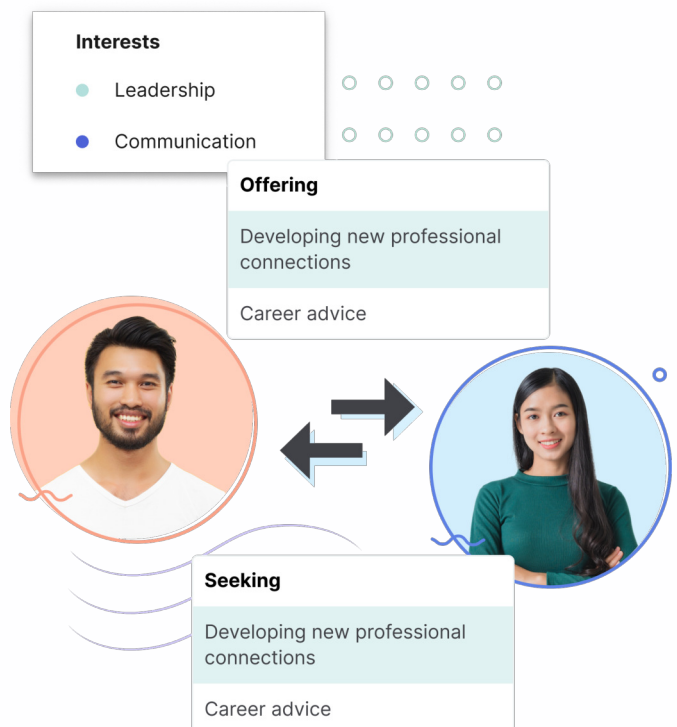 Interests
Leadership
Communication
Offering
Developing new professional
connections
Career advice
Seeking
Developing new professional
connections
Career advice